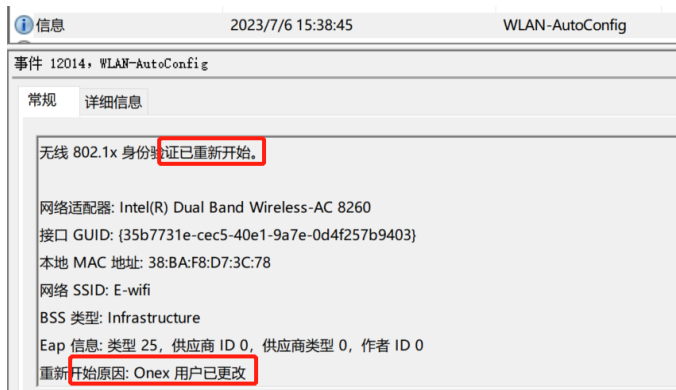 信息 2023/7/6 15:38:45 WLAN-AutoConfig
事件 12014，WLAN-AutoConfig
常规 详细信息
无线 802.1x 身份验证已重新开始。
网络适配器: Intel(R) Dual Band Wireless-AC 8260
接口 GUID: {35b7731e-cec5-40e1-9a7e-0d4f257b9403}
本地 MAC 地址: 38:BA:F8:D7:3C:78
网络 SSID: E-wifi
BSS 类型: Infrastructure
Eap 信息: 类型 25，供应商 ID 0，供应商类型 0，作者 ID 0
重新开始原因: Onex 用户已更改